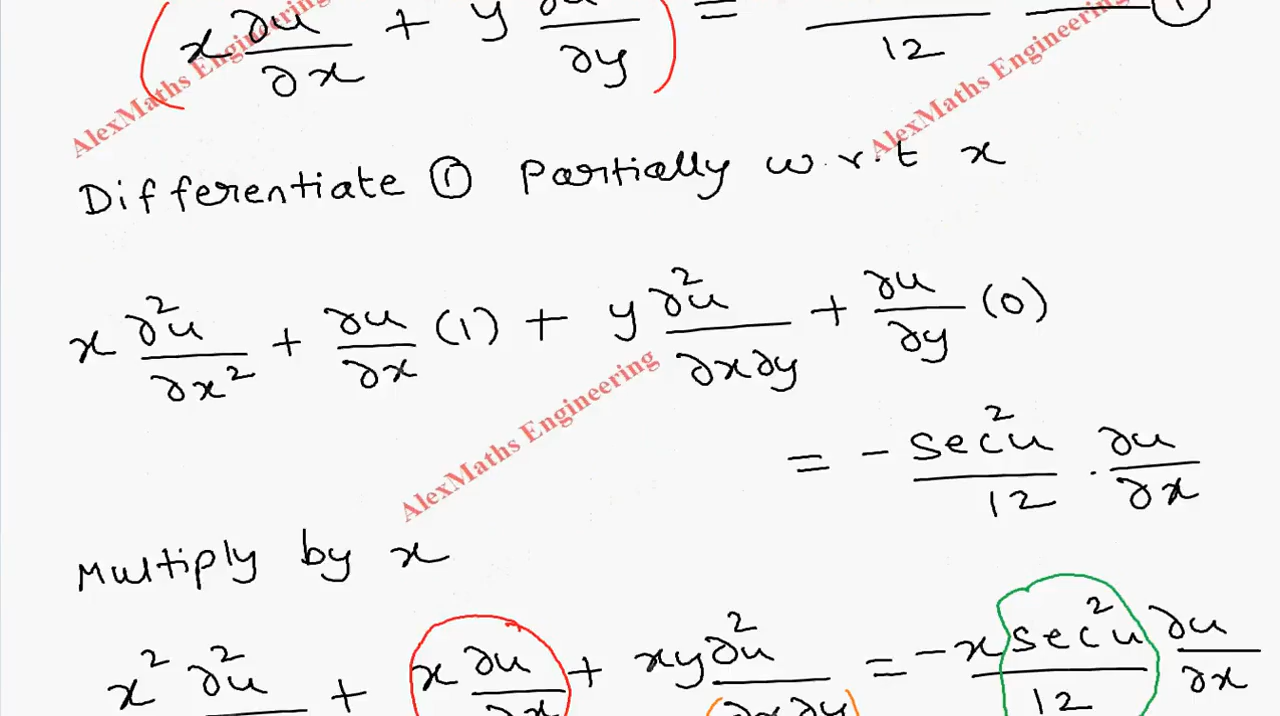 x ∂u/∂x + y ∂u/∂y = /12 ①
AlexMaths Engineering
AlexMaths Engineering
Differentiate ① Partially w.r.t x
x ∂²u/∂x² + ∂u/∂x (1) + y ∂²u/∂x∂y + ∂u/∂y (0)
AlexMaths Engineering
= - sec²u/12 . ∂u/∂x
Multiply by x
x² ∂²u + x ∂u/∂x + xy ∂²u/∂x∂y = -x sec²u/12 ∂u/∂x